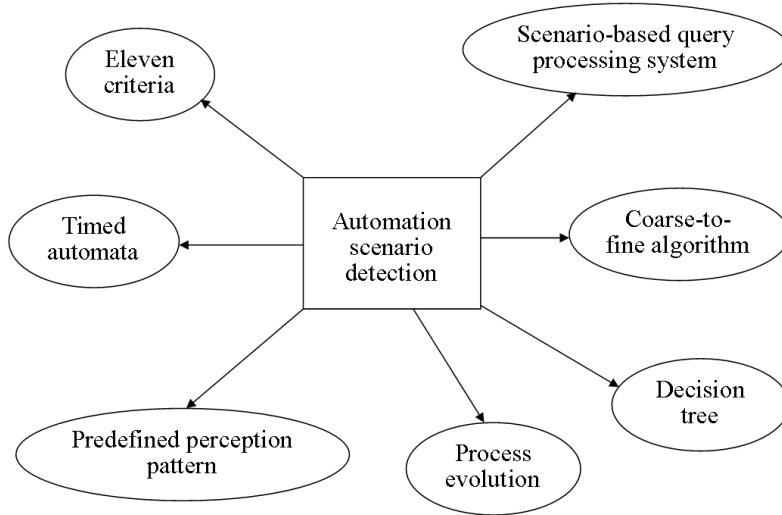 Eleven
criteria
Scenario-based query
processing system
Timed
automata
Automation
scenario
detection
Coarse-to-
fine algorithm
Predefined perception
pattern
Process
evolution
Decision
tree